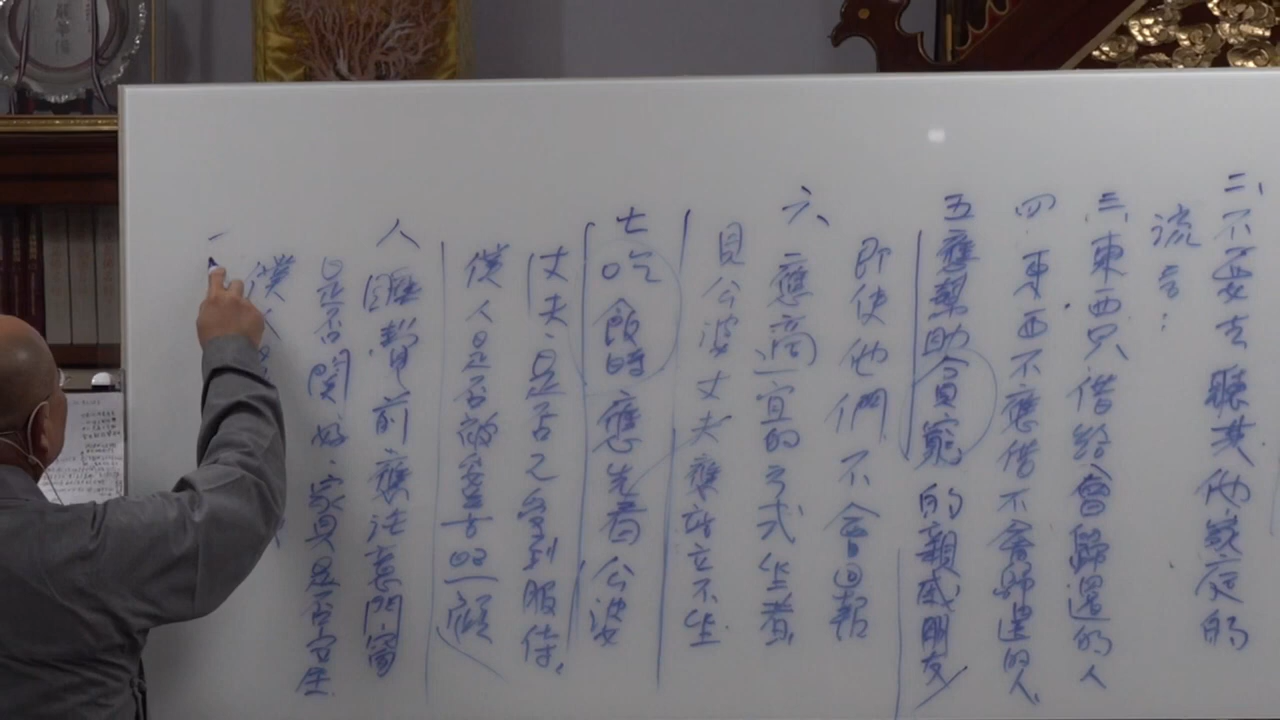 二、不要去聽其他家庭的
流言…
三、東西只借給會歸還的人
四、東西不應借不會歸還的人
五應幫助貧窮的親戚朋友
即使他們不會回報
六、應適宜的方式坐著
見公婆丈夫應站立不坐
七吃飯時應先看公婆
丈夫是否已受到服侍、
僕人是否被妥善照顧
八睡覺前應注意門窗
是否關好家具是否
僕人